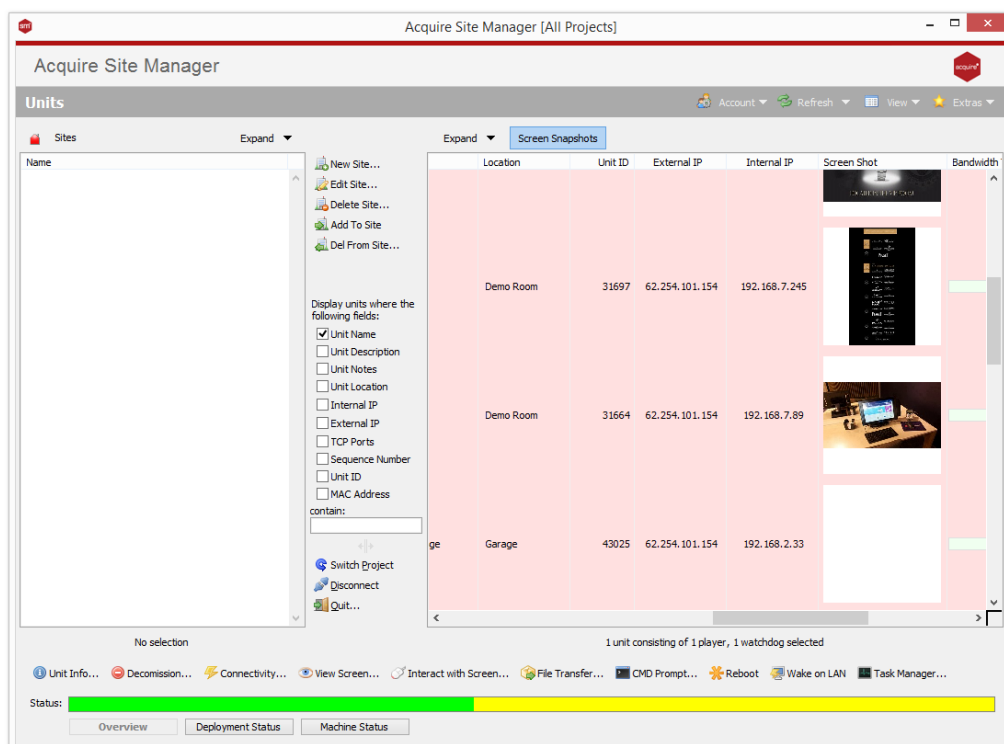 sm
Acquire Site Manager [All Projects]
Acquire Site Manager
acquire
Units
Account
Refresh
View
Extras
Sites
Expand
Expand
Screen Snapshots
Name
New Site...
Edit Site...
Delete Site...
Add To Site
Del From Site...
Display units where the
following fields:
Unit Name
Unit Description
Unit Notes
Unit Location
Internal IP
External IP
TCP Ports
Sequence Number
Unit ID
MAC Address
contain:
Switch Project
Disconnect
Quit...
Location Unit ID External IP Internal IP Screen Shot Bandwidth
Demo Room 31697 62.254.101.154 192.168.7.245
Demo Room 31664 62.254.101.154 192.168.7.89
ge Garage 43025 62.254.101.154 192.168.2.33
No selection
1 unit consisting of 1 player, 1 watchdog selected
Unit Info... Decomission... Connectivity... View Screen... Interact with Screen... File Transfer... CMD Prompt... Reboot Wake on LAN Task Manager...
Status:
Overview Deployment Status Machine Status